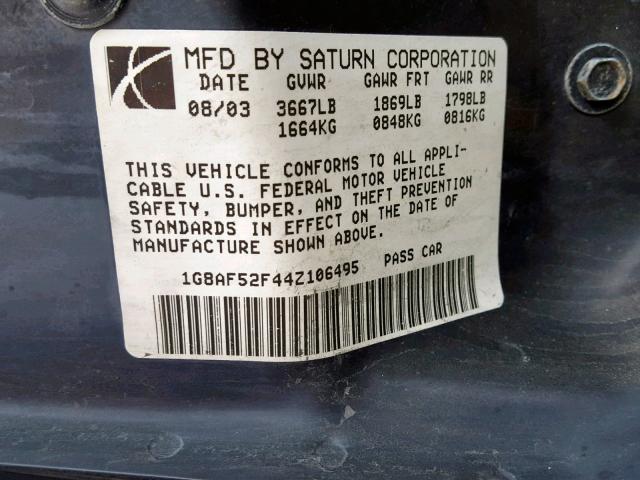 MFD BY SATURN CORPORATION
DATE GVWR GAWR FRT GAWR RR
08/03 3667LB 1869LB 1798LB
1664KG 0848KG 0816KG
THIS VEHICLE CONFORMS TO ALL APPLI-
CABLE U.S. FEDERAL MOTOR VEHICLE
SAFETY, BUMPER, AND THEFT PREVENTION
STANDARDS IN EFFECT ON THE DATE OF
MANUFACTURE SHOWN ABOVE.
1G8AF52F44Z106495 PASS CAR